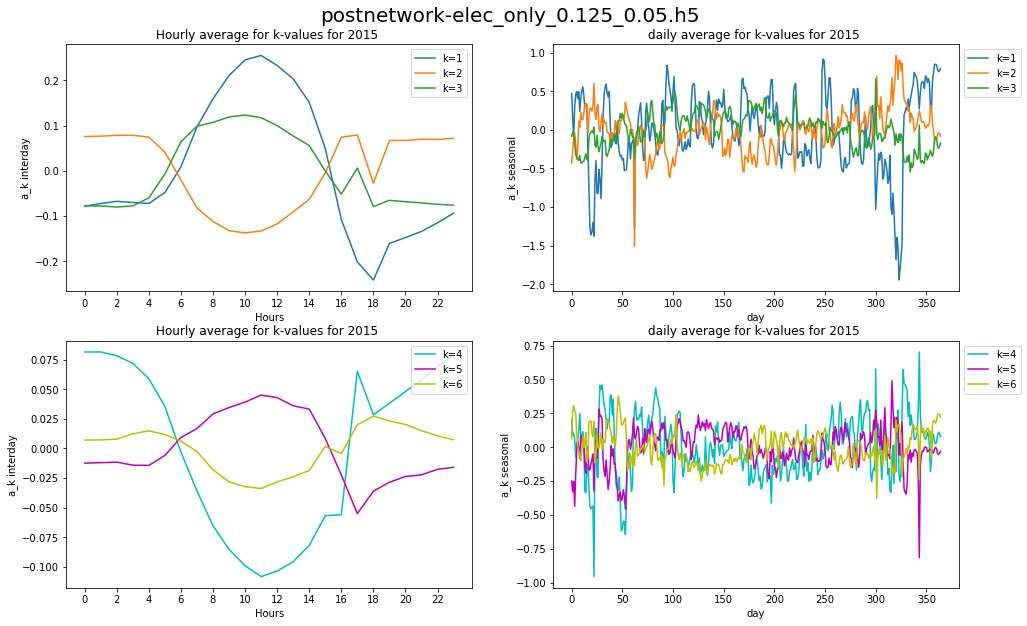 postnetwork-elec_only_0.125_0.05.h5
Hourly average for k-values for 2015
a_k interday
0.2
0.1
0.0
−0.1
−0.2
k=1
k=2
k=3
0 2 4 6 8 10 12 14 16 18 20 22
Hours
daily average for k-values for 2015
a_k seasonal
1.0
0.5
0.0
−0.5
−1.0
−1.5
−2.0
k=1
k=2
k=3
0 50 100 150 200 250 300 350
day
Hourly average for k-values for 2015
a_k interday
0.075
0.050
0.025
0.000
−0.025
−0.050
−0.075
−0.100
k=4
k=5
k=6
0 2 4 6 8 10 12 14 16 18 20 22
Hours
daily average for k-values for 2015
a_k seasonal
0.75
0.50
0.25
0.00
−0.25
−0.50
−0.75
−1.00
k=4
k=5
k=6
0 50 100 150 200 250 300 350
day